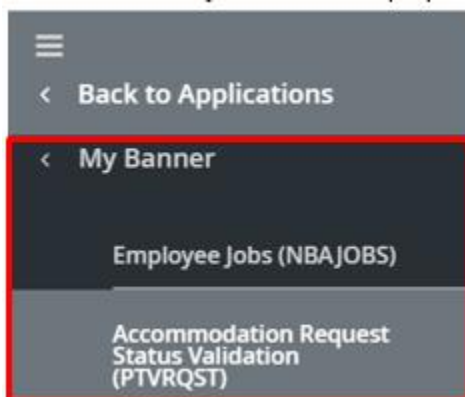 Back to Applications
My Banner
Employee Jobs (NBAJOBS)
Accommodation Request
Status Validation
(PTVRQST)